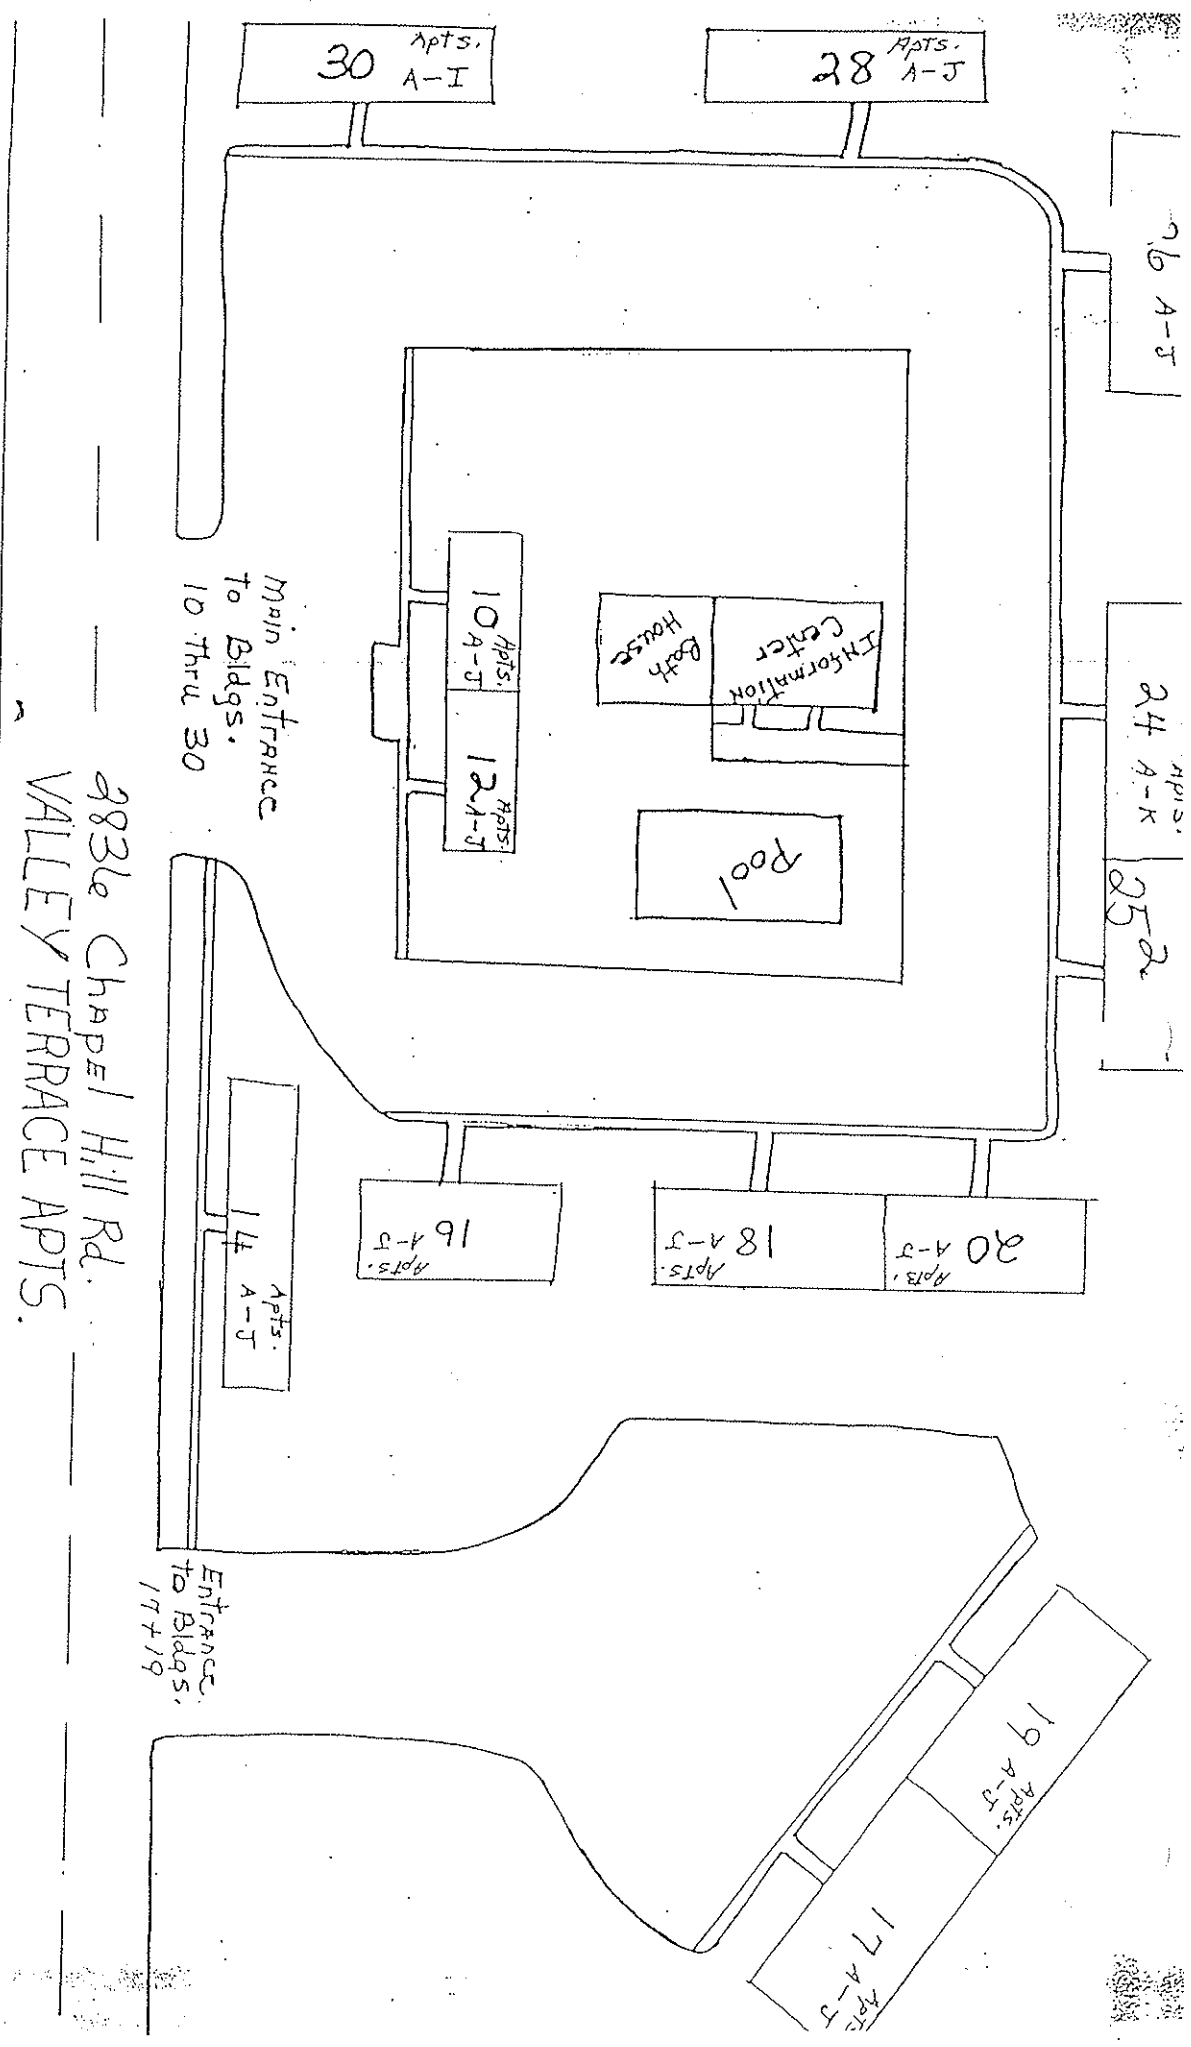 Apts.
30 A-I
Apts.
28 A-J
A-J
Apts.
24 A-K
25
INformation
Center
Bath
House
Pool
Apts.
10 A-J
Apts.
12 A-J
Main Entrance
To Bldgs.
10 Thru 30
Apts.
14 A-J
16 A-J
Apts.
18 A-J
Apts.
20 A-J
Apts.
19 A-J
Apts.
17 A-J
Apts.
Entrance
to Bldgs.
17+19
2836 Chapel Hill Rd.
VALLEY TERRACE APTS.